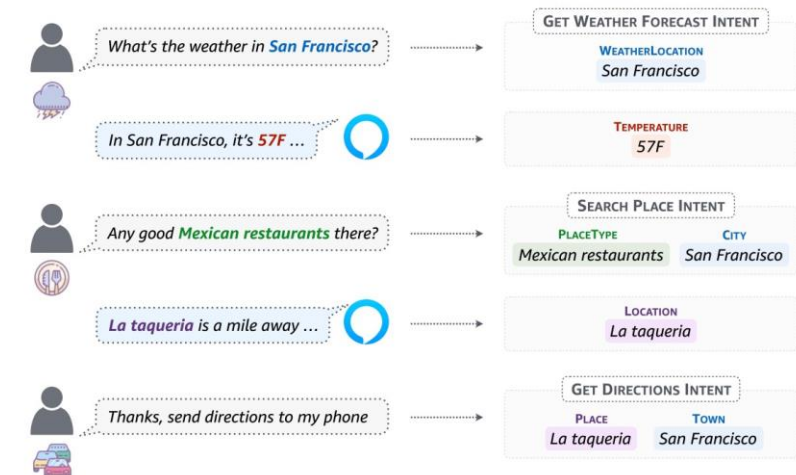 GET WEATHER FORECAST INTENT
What's the weather in San Francisco?
WEATHERLOCATION
San Francisco
In San Francisco, it's 57F ...
TEMPERATURE
57F
SEARCH PLACE INTENT
Any good Mexican restaurants there?
PLACETYPE CITY
Mexican restaurants San Francisco
La taqueria is a mile away ...
LOCATION
La taqueria
GET DIRECTIONS INTENT
Thanks, send directions to my phone
PLACE TOWN
La taqueria San Francisco